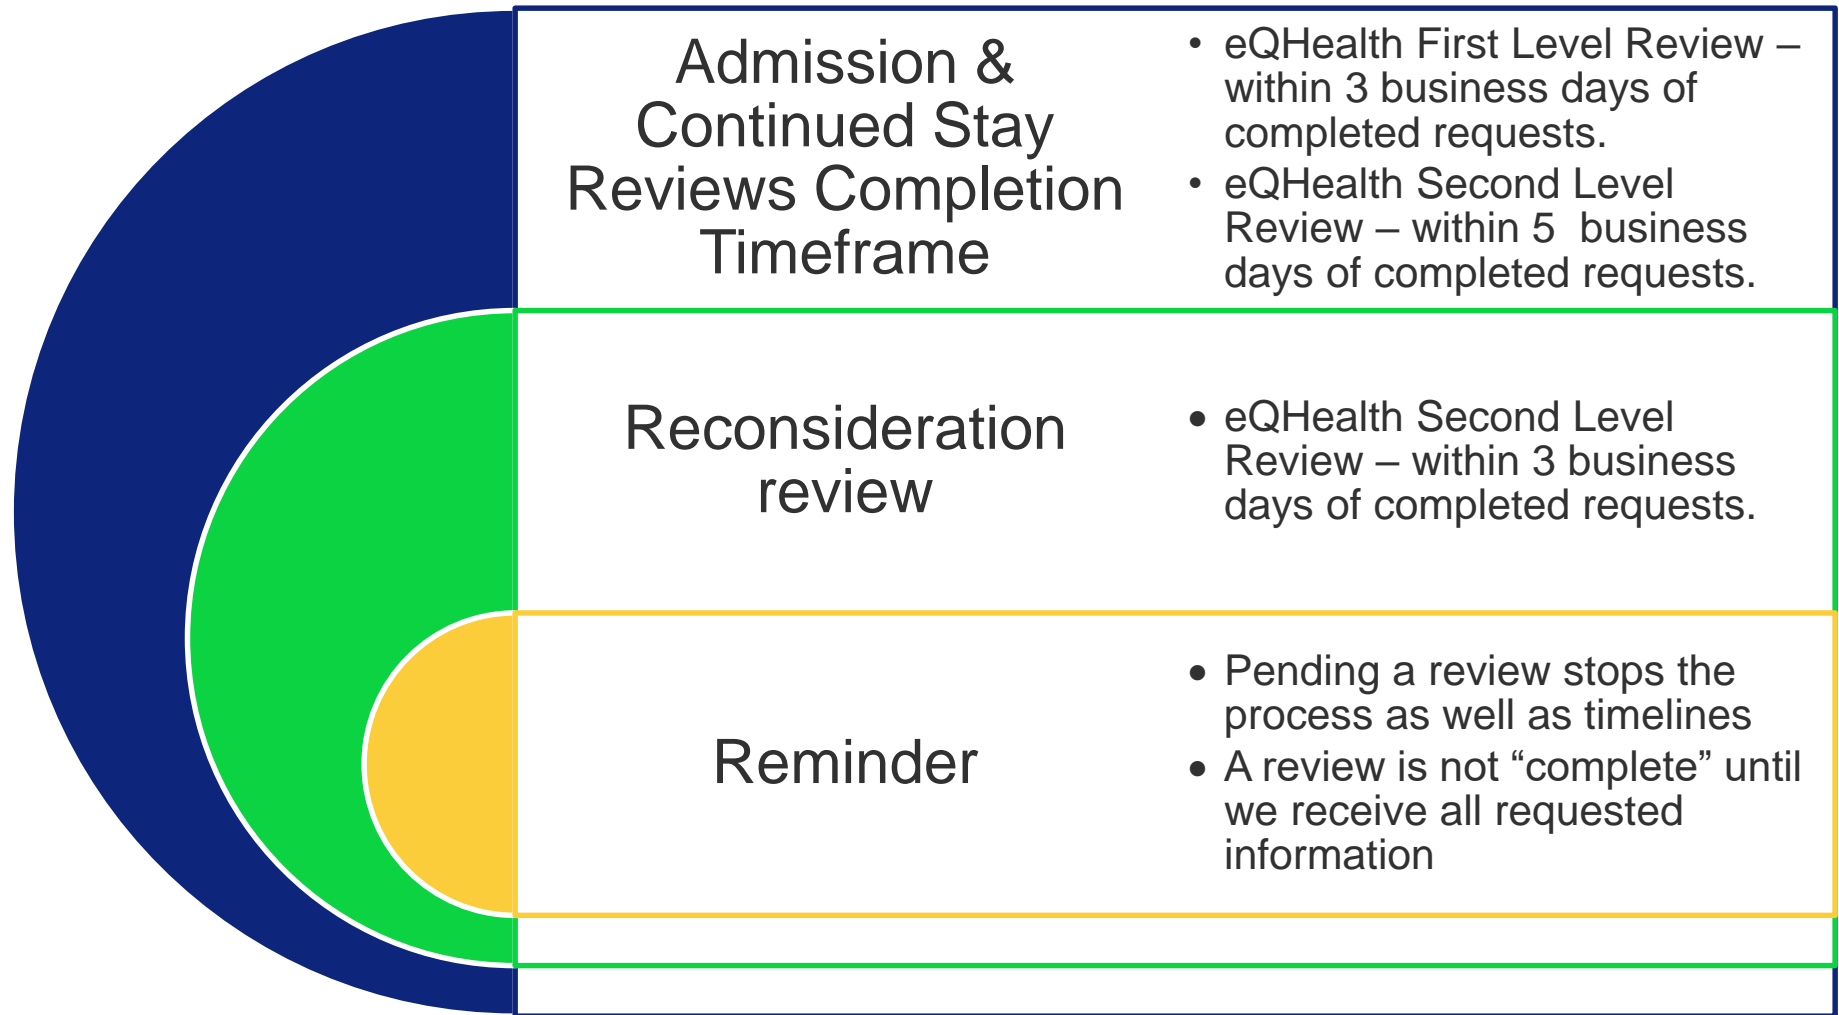 Admission &
Continued Stay
Reviews Completion
Timeframe
• eQHealth First Level Review –
within 3 business days of
completed requests.
• eQHealth Second Level
Review – within 5  business
days of completed requests.
Reconsideration
review
• eQHealth Second Level
Review – within 3 business
days of completed requests.
Reminder
• Pending a review stops the
process as well as timelines
• A review is not “complete” until
we receive all requested
information